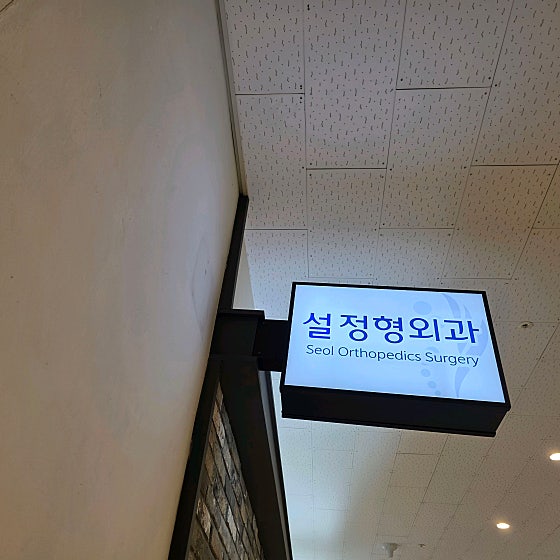 설정형외과
Seol Orthopedics Surgery